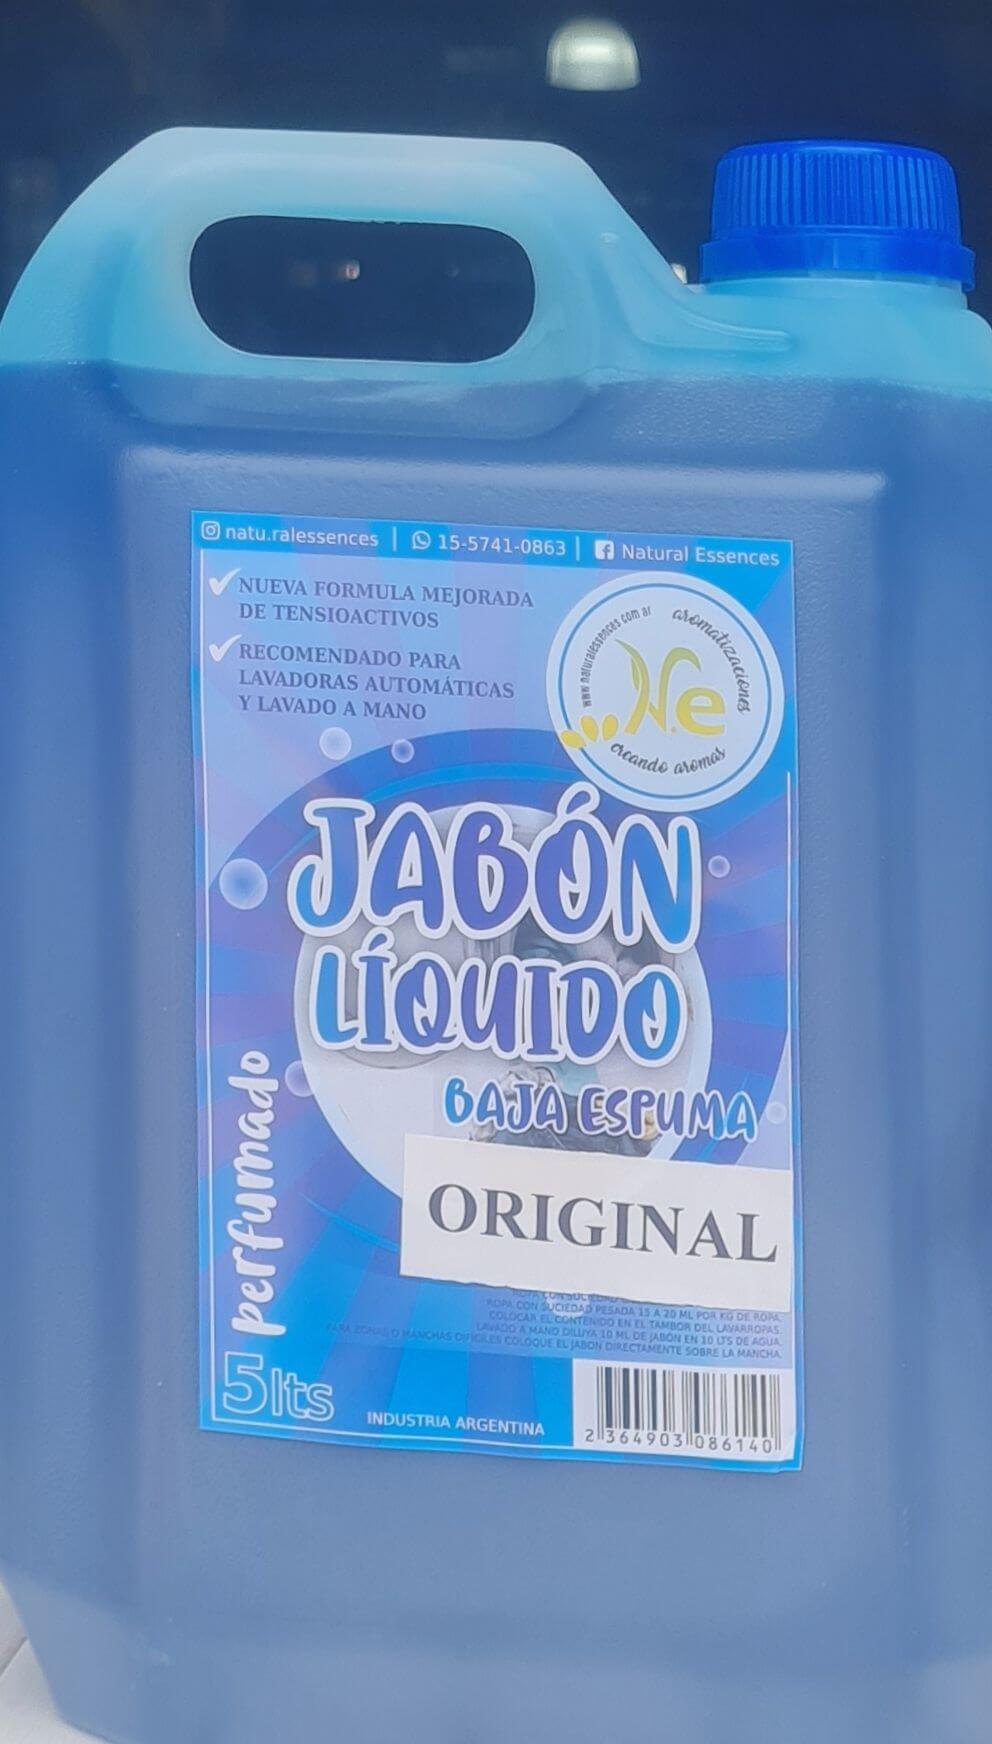 natu.ralessences | 15-5741-0863 | Natural Essences
NUEVA FORMULA MEJORADA
DE TENSIOACTIVOS
RECOMENDADO PARA
LAVADORAS AUTOMÁTICAS
Y LAVADO A MANO
www.naturalessences.com.ar
aromatizaciones
N.e
creando aromas
JABÓN
LÍQUIDO
BAJA ESPUMA
perfumado
ORIGINAL
ROPA CON SUCIEDAD
ROPA CON SUCIEDAD PESADA 15 A 20 ML POR KG DE ROPA.
COLOCAR EL CONTENIDO EN EL TAMBOR DEL LAVARROPAS.
LAVADO A MANO DILUYA 10 ML DE JABÓN EN 10 LTS DE AGUA.
PARA ZONAS O MANCHAS DIFICILES COLOQUE EL JABON DIRECTAMENTE SOBRE LA MANCHA.
5lts
INDUSTRIA ARGENTINA
2 364903 086140